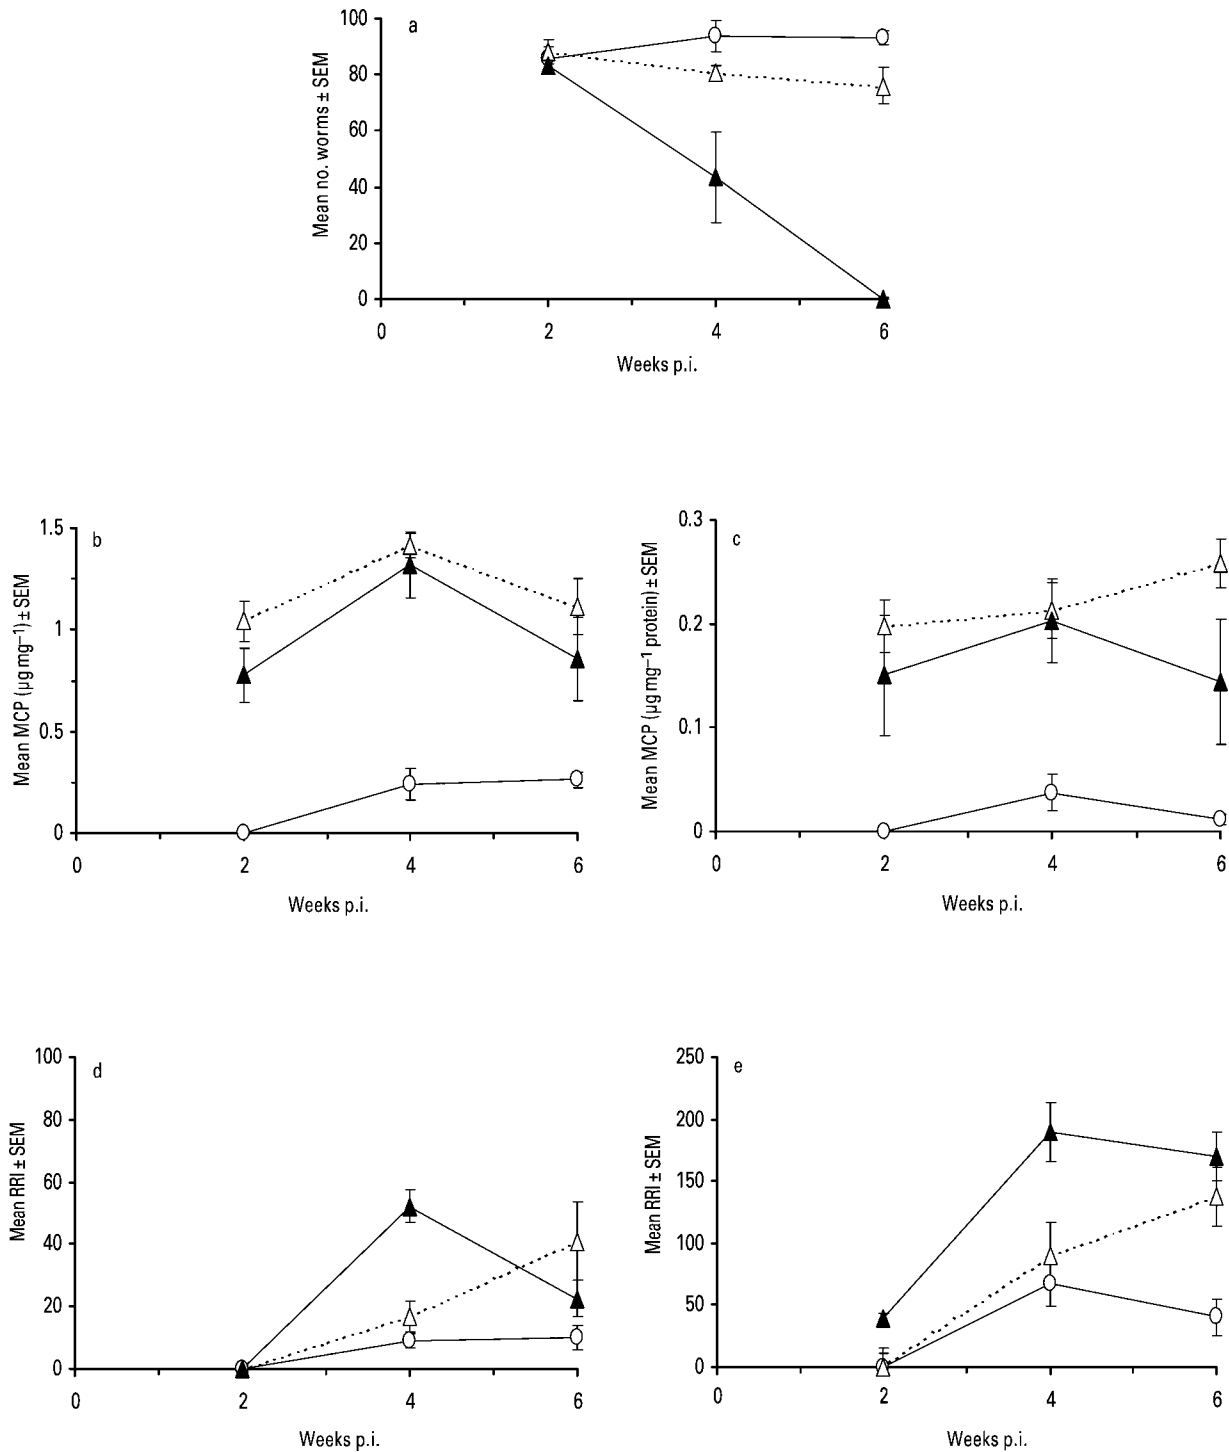 a
Mean no. worms ± SEM
100
80
60
40
20
0
0 2 4 6
Weeks p.i.
b
Mean MCP (µg mg–1) ± SEM
1.5
1
0.5
0
0 2 4 6
Weeks p.i.
c
Mean MCP (µg mg–1 protein) ± SEM
0.3
0.2
0.1
0
0 2 4 6
Weeks p.i.
d
Mean RRI ± SEM
100
80
60
40
20
0
0 2 4 6
Weeks p.i.
e
Mean RRI ± SEM
250
200
150
100
50
0
0 2 4 6
Weeks p.i.